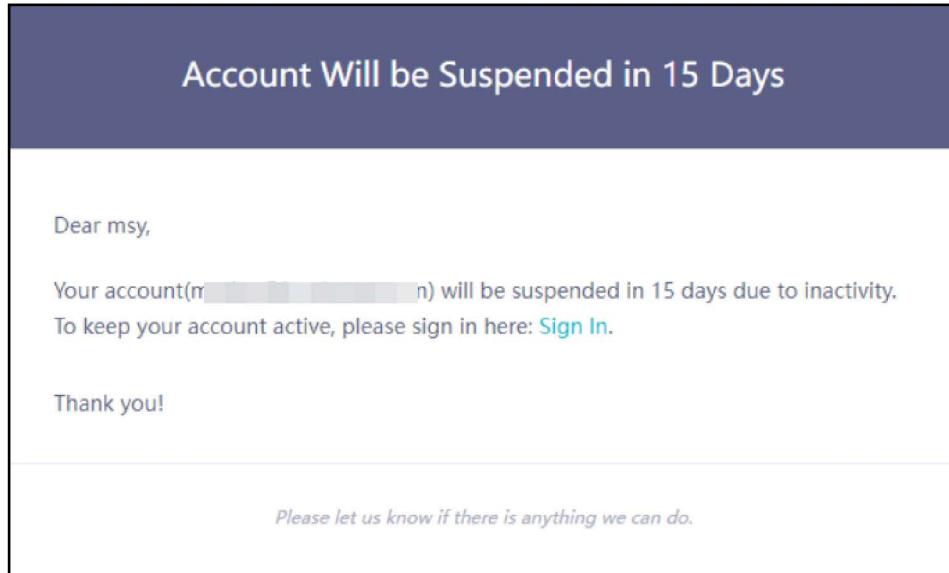 Account Will be Suspended in 15 Days
Dear msy,
Your account(m n) will be suspended in 15 days due to inactivity.
To keep your account active, please sign in here: Sign In.
Thank you!
Please let us know if there is anything we can do.